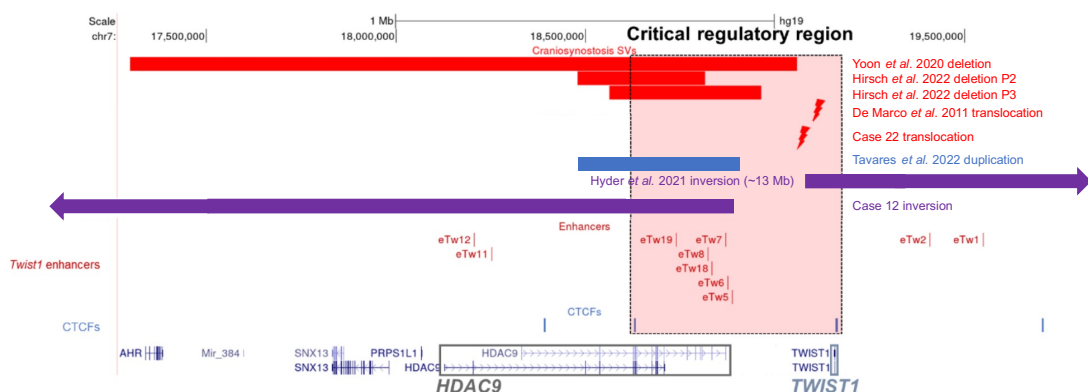 Scale
1 Mb
hg19
chr7:
17,500,000
18,000,000
18,500,000
19,500,000
Critical regulatory region
Craniosynostosis SVs
Yoon et al. 2020 deletion
Hirsch et al. 2022 deletion P2
Hirsch et al. 2022 deletion P3
De Marco et al. 2011 translocation
Case 22 translocation
Tavares et al. 2022 duplication
Hyder et al. 2021 inversion (~13 Mb)
Case 12 inversion
Enhancers
Twist1 enhancers
eTw12
eTw11
eTw19
eTw7
eTw8
eTw18
eTw6
eTw5
eTw2
eTw1
CTCFs
CTCFs
AHR
Mir_384
SNX13
PRPS1L1
HDAC9
TWIST1
SNX13
HDAC9
TWIST1
HDAC9
TWIST1